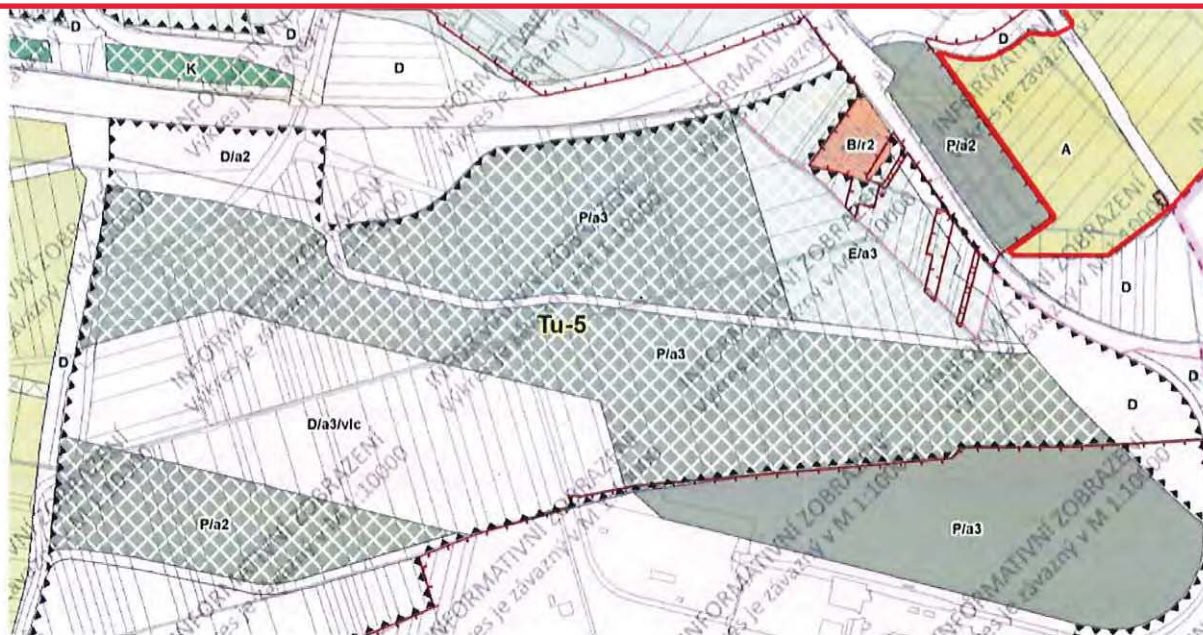 D
D
K
D
D
D/a2
B/r2
P/a2
A
P/a3
E/a3
D
Tu-5
P/a3
D
D
D/a3/vlc
D
P/a2
P/a3
INFORMATIVNÍ ZOBRAZENÍ
Výkres je závazný v M 1:10000